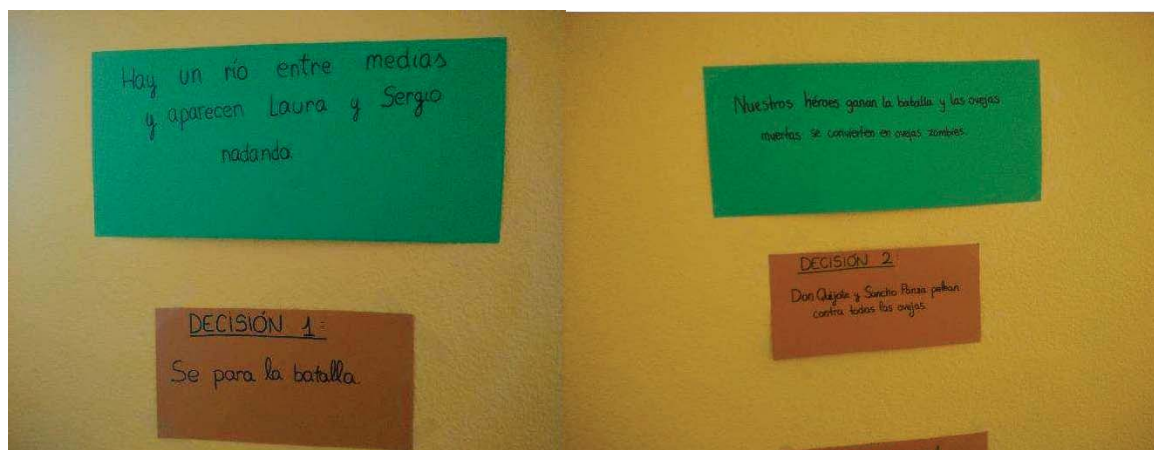 Hay un río entre medias
y aparecen Laura y Sergio
nadando.
DECISIÓN 1:
Se para la batalla
Nuestros héroes ganan la batalla y las ovejas
muertas se convierten en ovejas zombies.
DECISIÓN 2:
Don Quijote y Sancho Panza pelean
contra todas las ovejas.